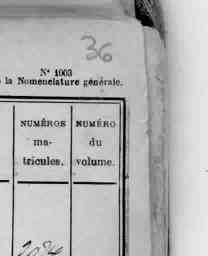 36
N° 1003
la Nomenclature générale.
NUMÉROS NUMÉRO
ma- du
tricules. volume.